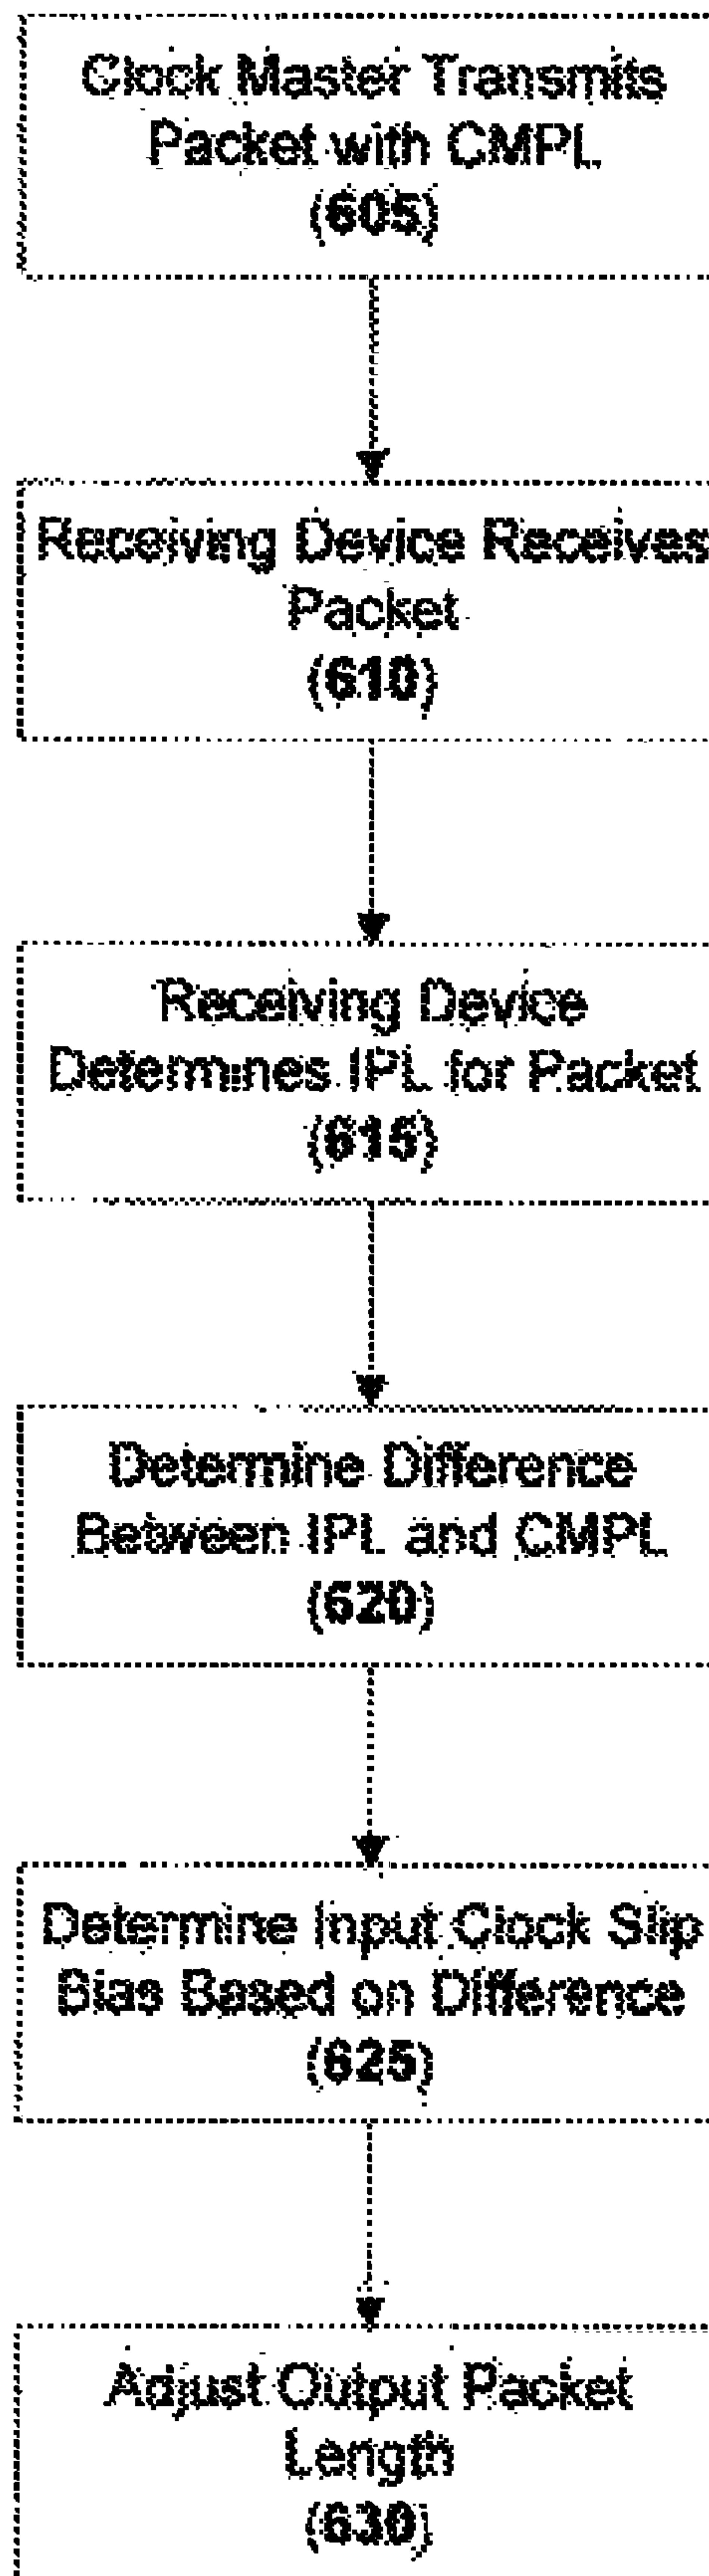 Clock Master Transmits
Packet with CMPL
(605)
Receiving Device Receives
Packet
(610)
Receiving Device
Determines IPL for Packet
(615)
Determine Difference
Between IPL and CMPL
(620)
Determine Input Clock Slip
Bias Based on Difference
(625)
Adjust Output Packet
Length
(630)